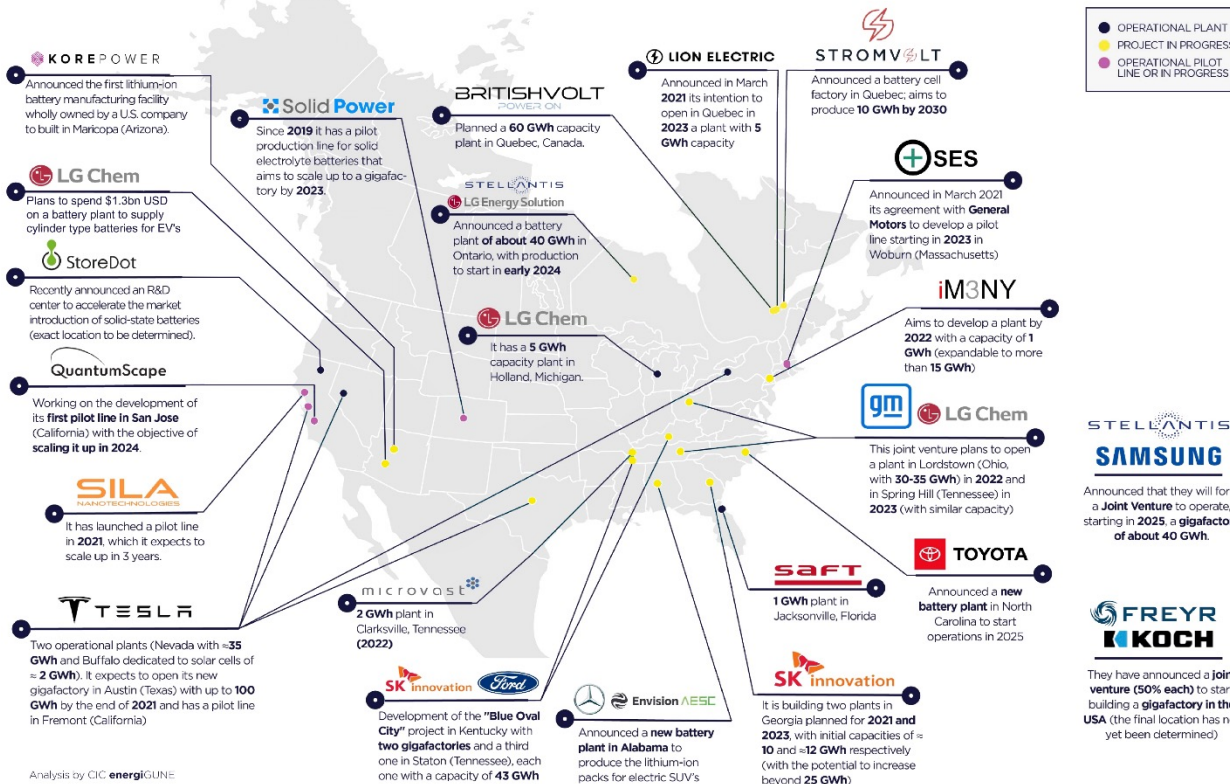 KOREPOWER
Announced the first lithium-ion
battery manufacturing facility
wholly owned by a U.S. company
to built in Maricopa (Arizona).
LG Chem
Plans to spend $1.3bn USD
on a battery plant to supply
cylinder type batteries for EV's
StoreDot
Recently announced an R&D
center to accelerate the market
introduction of solid-state batteries
(exact location to be determined).
QuantumScape
Working on the development of
its first pilot line in San Jose
(California) with the objective of
scaling it up in 2024.
SILA
NANOTECHNOLOGIES
It has launched a pilot line
in 2021, which it expects to
scale up in 3 years.
TESLA
Two operational plants (Nevada with ≈35
GWh and Buffalo dedicated to solar cells of
≈ 2 GWh). It expects to open its new
gigafactory in Austin (Texas) with up to 100
GWh by the end of 2021 and has a pilot line
in Fremont (California)
Analysis by CIC energiGUNE
Solid Power
Since 2019 it has a pilot
production line for solid
electrolyte batteries that
aims to scale up to a gigafac-
tory by 2023.
BRITISHVOLT
POWER ON
Planned a 60 GWh capacity
plant in Quebec, Canada.
STELLANTIS
LG Energy Solution
Announced a battery
plant of about 40 GWh in
Ontario, with production
to start in early 2024
LG Chem
It has a 5 GWh
capacity plant in
Holland, Michigan.
LION ELECTRIC
Announced in March
2021 its intention to
open in Quebec in
2023 a plant with 5
GWh capacity
STROMVOLT
Announced a battery cell
factory in Quebec; aims to
produce 10 GWh by 2030
SES
Announced in March 2021
its agreement with General
Motors to develop a pilot
line starting in 2023 in
Woburn (Massachusetts)
iM3NY
Aims to develop a plant by
2022 with a capacity of 1
GWh (expandable to more
than 15 GWh)
gm LG Chem
This joint venture plans to open
a plant in Lordstown (Ohio,
with 30-35 GWh) in 2022 and
in Spring Hill (Tennessee) in
2023 (with similar capacity)
TOYOTA
Announced a new
battery plant in North
Carolina to start
operations in 2025
saFT
1 GWh plant in
Jacksonville, Florida
microvast
2 GWh plant in
Clarksville, Tennessee
(2022)
SK innovation Ford
Development of the "Blue Oval
City" project in Kentucky with
two gigafactories and a third
one in Staton (Tennessee), each
one with a capacity of 43 GWh
Envision AESC
Announced a new battery
plant in Alabama to
produce the lithium-ion
packs for electric SUV's
SK innovation
It is building two plants in
Georgia planned for 2021 and
2023, with initial capacities of ≈
10 and ≈12 GWh respectively
(with the potential to increase
beyond 25 GWh)
OPERATIONAL PLANT
PROJECT IN PROGRESS
OPERATIONAL PILOT
LINE OR IN PROGRESS
STELLANTIS
SAMSUNG
Announced that they will for
a Joint Venture to operate,
starting in 2025, a gigafacto
of about 40 GWh.
FREYR
KOCH
They have announced a join
venture (50% each) to star
building a gigafactory in the
USA (the final location has no
yet been determined)